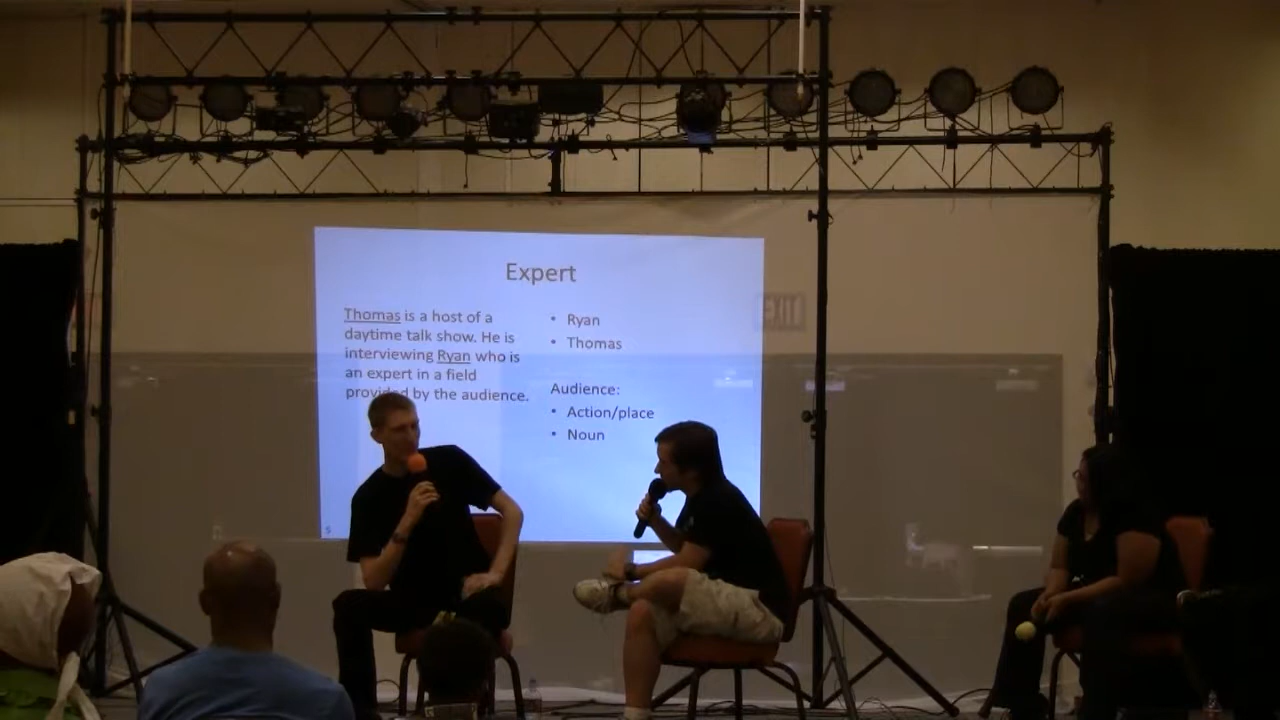 Expert
Thomas is a host of a
daytime talk show. He is
interviewing Ryan who is
an expert in a field
provided by the audience.
• Ryan
• Thomas
Audience:
• Action/place
• Noun
EXIT
5